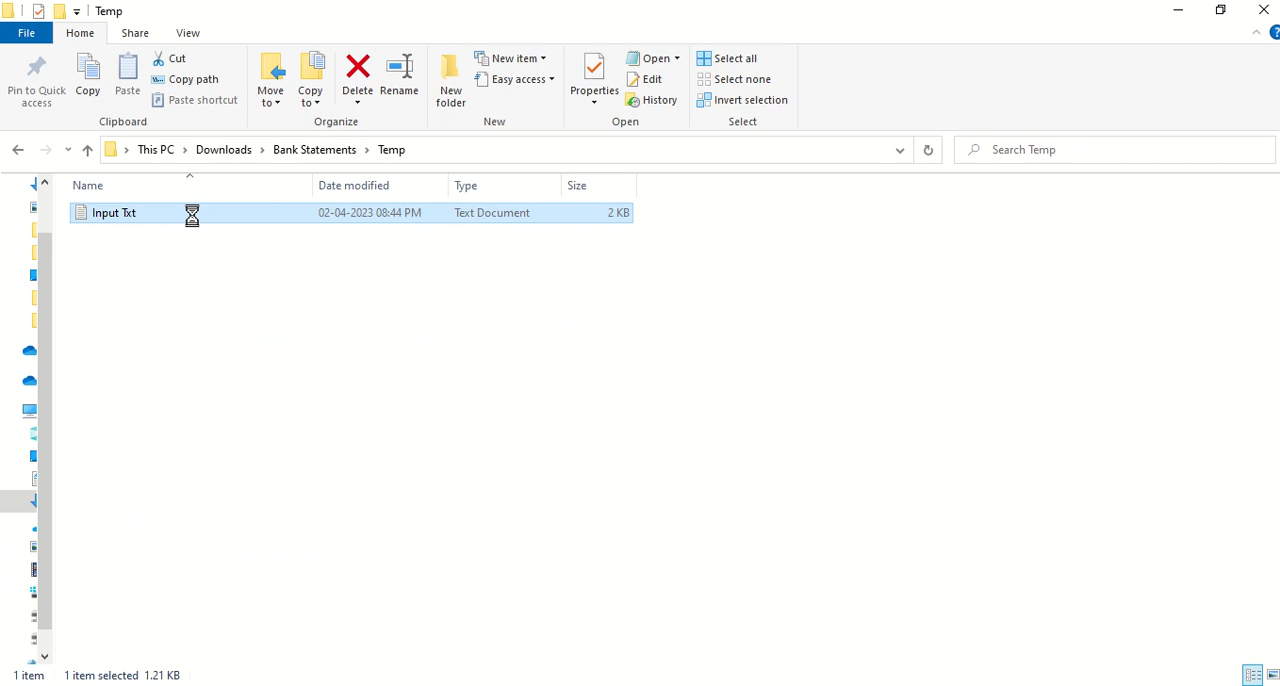 Temp
File Home Share View
Pin to Quick access
Copy
Paste
Cut
Copy path
Paste shortcut
Clipboard
Move to
Copy to
Delete
Rename
Organize
New folder
New item
Easy access
New
Properties
Open
Edit
History
Open
Select all
Select none
Invert selection
Select
This PC › Downloads › Bank Statements › Temp
Search Temp
Name Date modified Type Size
Input Txt 02-04-2023 08:44 PM Text Document 2 KB
1 item 1 item selected 1.21 KB